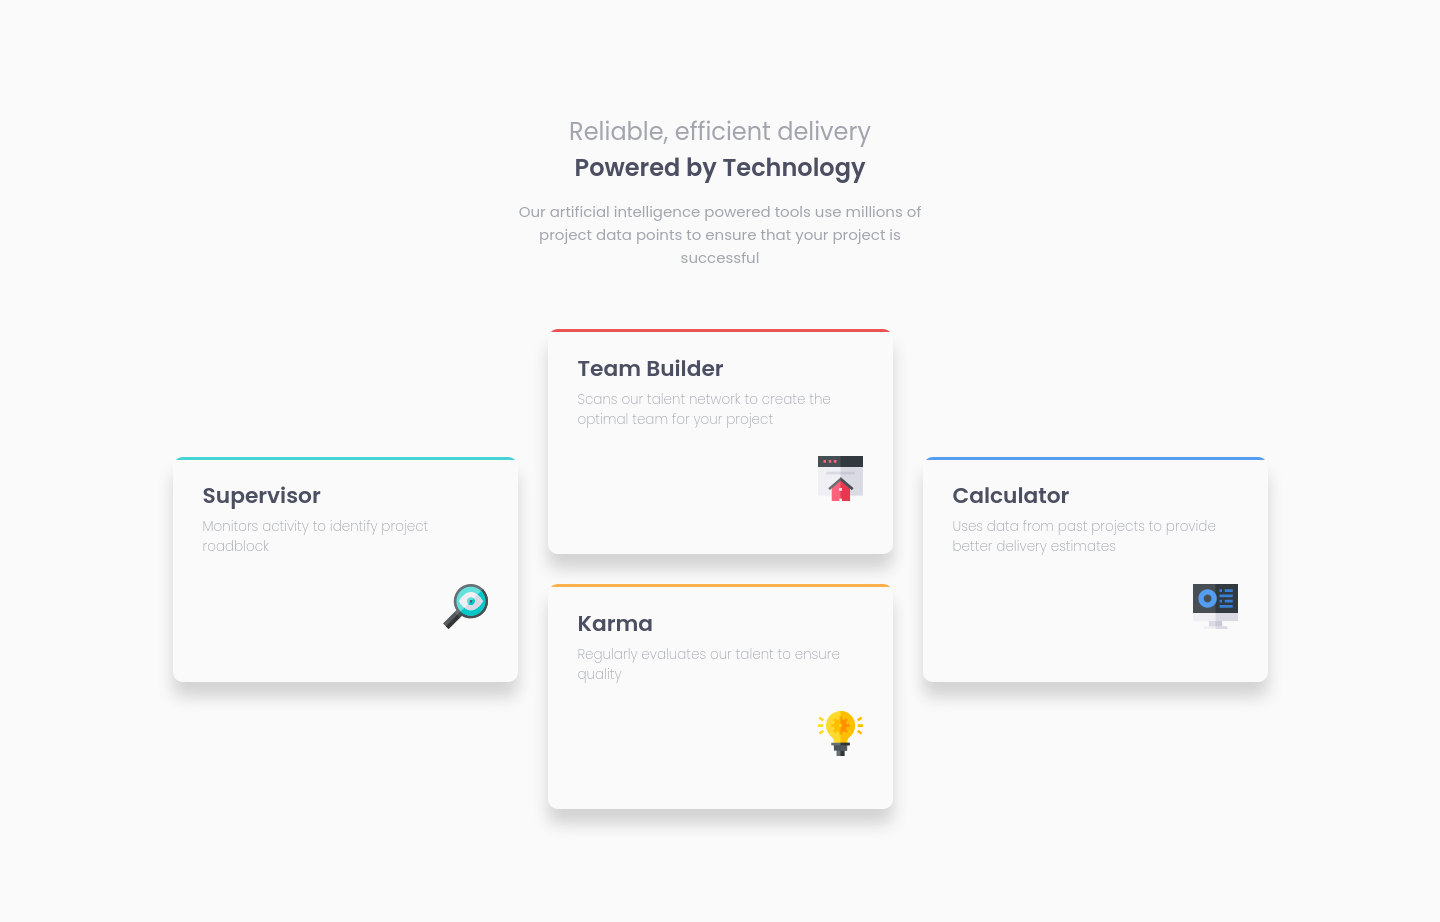 Reliable, efficient delivery
Powered by Technology
Our artificial intelligence powered tools use millions of
project data points to ensure that your project is
successful
Supervisor
Monitors activity to identify project
roadblock
Team Builder
Scans our talent network to create the
optimal team for your project
Karma
Regularly evaluates our talent to ensure
quality
Calculator
Uses data from past projects to provide
better delivery estimates